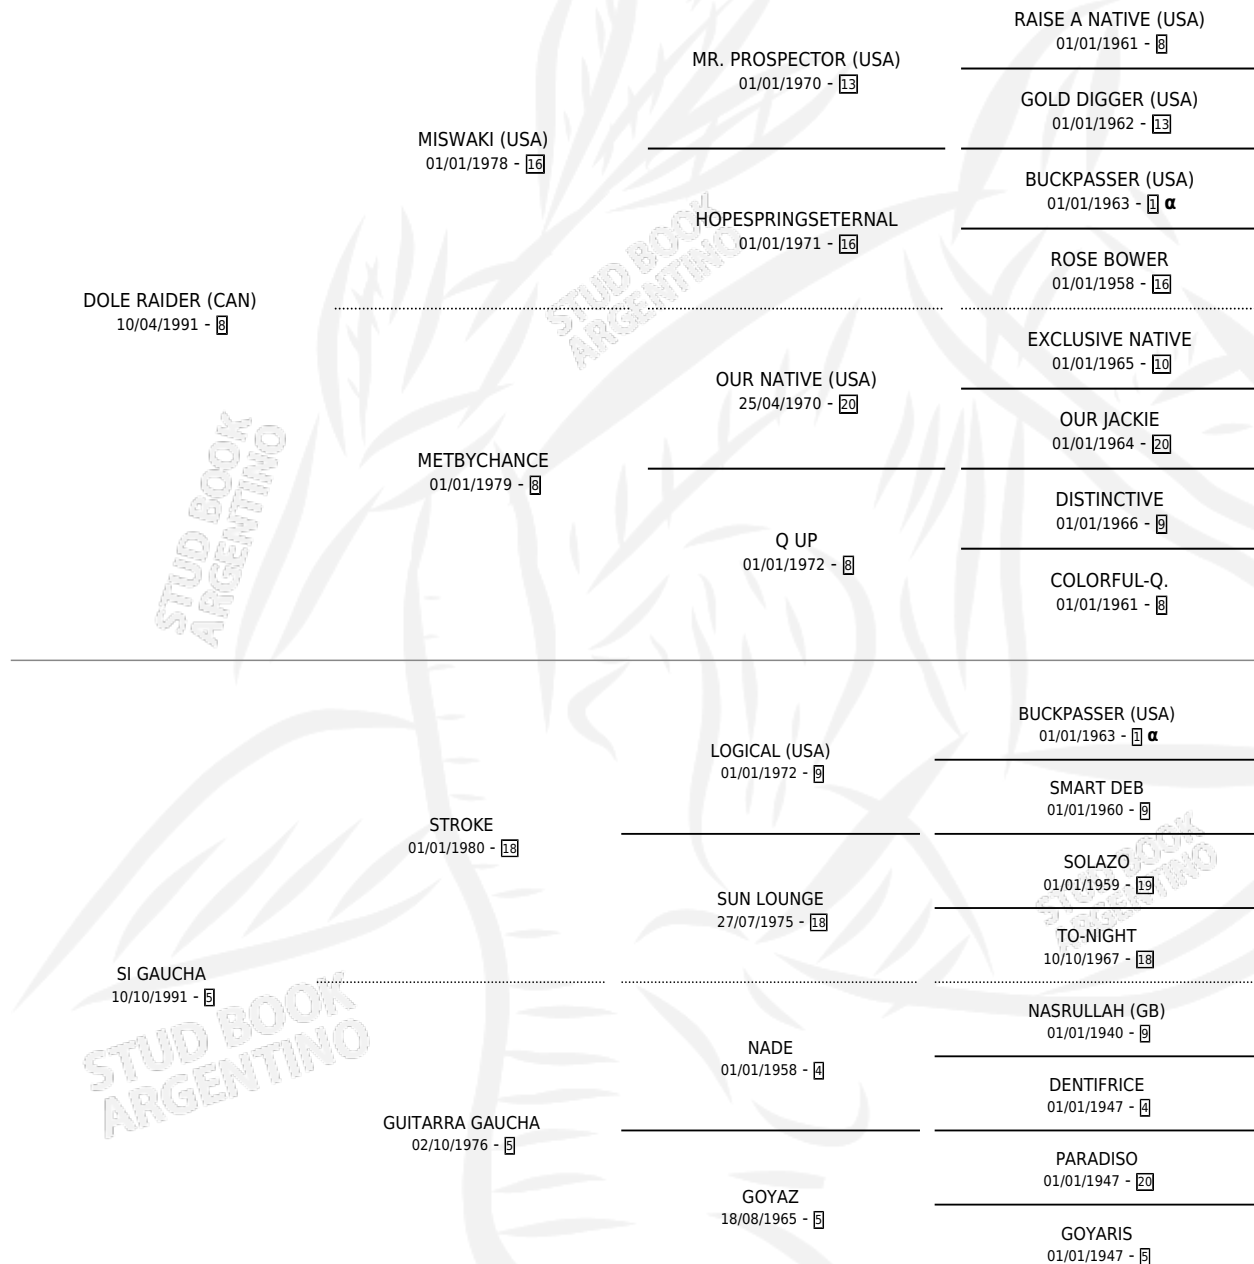 RAISE A NATIVE (USA)
01/01/1961 - 8
MR. PROSPECTOR (USA)
01/01/1970 - 13
GOLD DIGGER (USA)
01/01/1962 - 13
MISWAKI (USA)
01/01/1978 - 16
BUCKPASSER (USA)
01/01/1963 - 1 α
HOPESPRINGSETERNAL
01/01/1971 - 16
ROSE BOWER
01/01/1958 - 16
DOLE RAIDER (CAN)
10/04/1991 - 8
EXCLUSIVE NATIVE
01/01/1965 - 10
OUR NATIVE (USA)
25/04/1970 - 20
OUR JACKIE
01/01/1964 - 20
METBYCHANCE
01/01/1979 - 8
DISTINCTIVE
01/01/1966 - 9
Q UP
01/01/1972 - 8
COLORFUL-Q.
01/01/1961 - 8
BUCKPASSER (USA)
01/01/1963 - 1 α
LOGICAL (USA)
01/01/1972 - 9
SMART DEB
01/01/1960 - 9
STROKE
01/01/1980 - 18
SOLAZO
01/01/1959 - 19
SUN LOUNGE
27/07/1975 - 18
TO-NIGHT
10/10/1967 - 18
SI GAUCHA
10/10/1991 - 5
NASRULLAH (GB)
01/01/1940 - 9
NADE
01/01/1958 - 4
DENTIFRICE
01/01/1947 - 4
GUITARRA GAUCHA
02/10/1976 - 5
PARADISO
01/01/1947 - 20
GOYAZ
18/08/1965 - 5
GOYARIS
01/01/1947 - 5
STUD BOOK
ARGENTINO
STUD BOOK
ARGENTINO
STUD BOOK
ARGENTINO
STUD BOOK
ARGENTINO